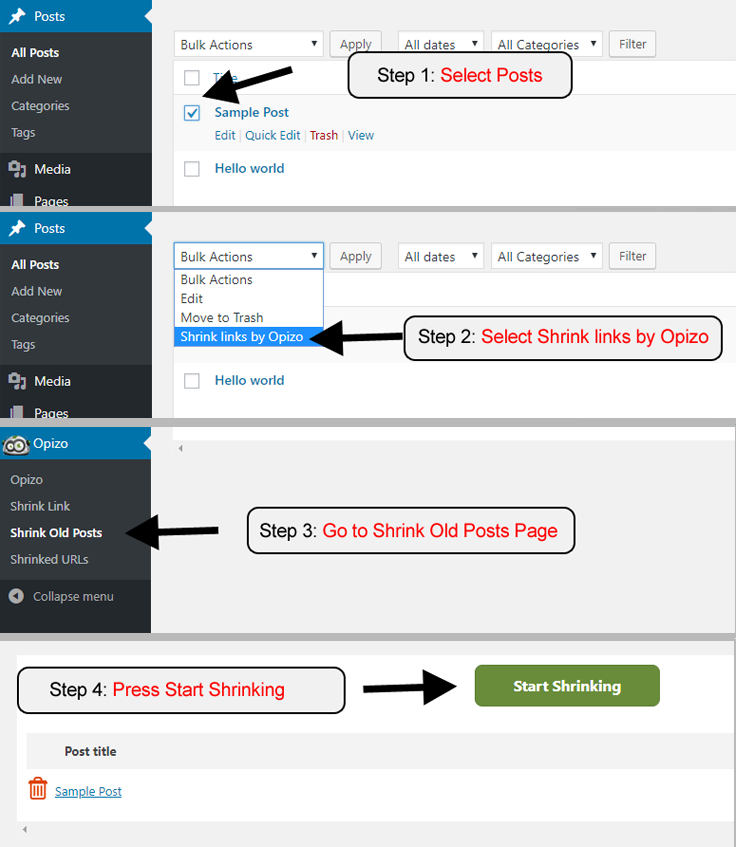 Posts
All Posts
Add New
Categories
Tags
Media
Pages
Bulk Actions
Apply
All dates
All Categories
Filter
Step 1: Select Posts
Title
Sample Post
Edit | Quick Edit | Trash | View
Hello world
Posts
All Posts
Add New
Categories
Tags
Media
Pages
Bulk Actions
Apply
All dates
All Categories
Filter
Bulk Actions
Edit
Move to Trash
Shrink links by Opizo
Step 2: Select Shrink links by Opizo
Hello world
Opizo
Opizo
Shrink Link
Shrink Old Posts
Shrinked URLs
Collapse menu
Step 3: Go to Shrink Old Posts Page
Step 4: Press Start Shrinking
Start Shrinking
Post title
Sample Post